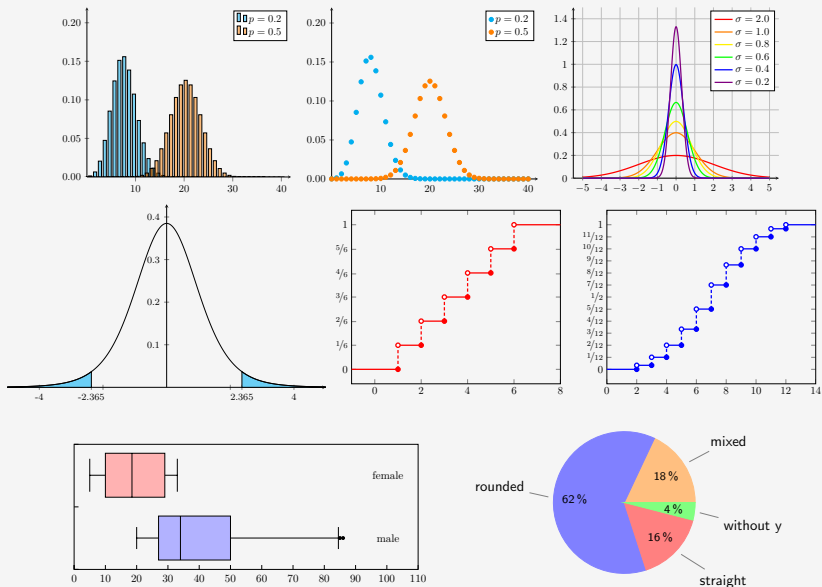 0.20
0.15
0.10
0.05
0.00
10 20 30 40
p = 0.2
p = 0.5
0.20
0.15
0.10
0.05
0.00
10 20 30 40
p = 0.2
p = 0.5
1.4
1.2
1
0.8
0.6
0.4
0.2
0
−5 −4 −3 −2 −1 0 1 2 3 4 5
σ = 2.0
σ = 1.0
σ = 0.8
σ = 0.6
σ = 0.4
σ = 0.2
0.4
0.3
0.2
0.1
-4 -2.365 2.365 4
1
5/6
4/6
3/6
2/6
1/6
0
0 2 4 6 8
1
11/12
10/12
9/12
8/12
7/12
1/2
5/12
4/12
3/12
2/12
1/12
0
0 2 4 6 8 10 12 14
female
male
0 10 20 30 40 50 60 70 80 90 100 110
mixed
18 %
rounded
62 %
4 %
without y
16 %
straight